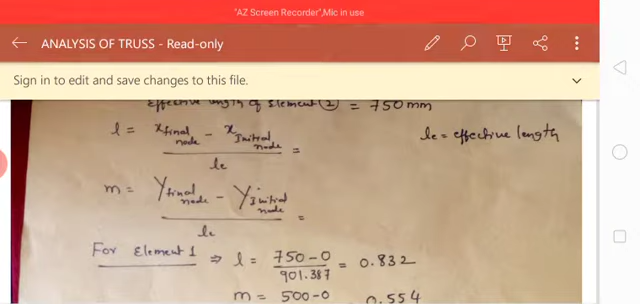 "AZ Screen Recorder",Mic in use
ANALYSIS OF TRUSS - Read-only
Sign in to edit and save changes to this file.
Effective length of Element ② = 750mm
l = x final node - x Initial node / le =
le = effective length
m = Y final node - Y Initial node / le =
For Element 1 ⇒ l = 750-0 / 901.387 = 0.832
m = 500-0 0.554